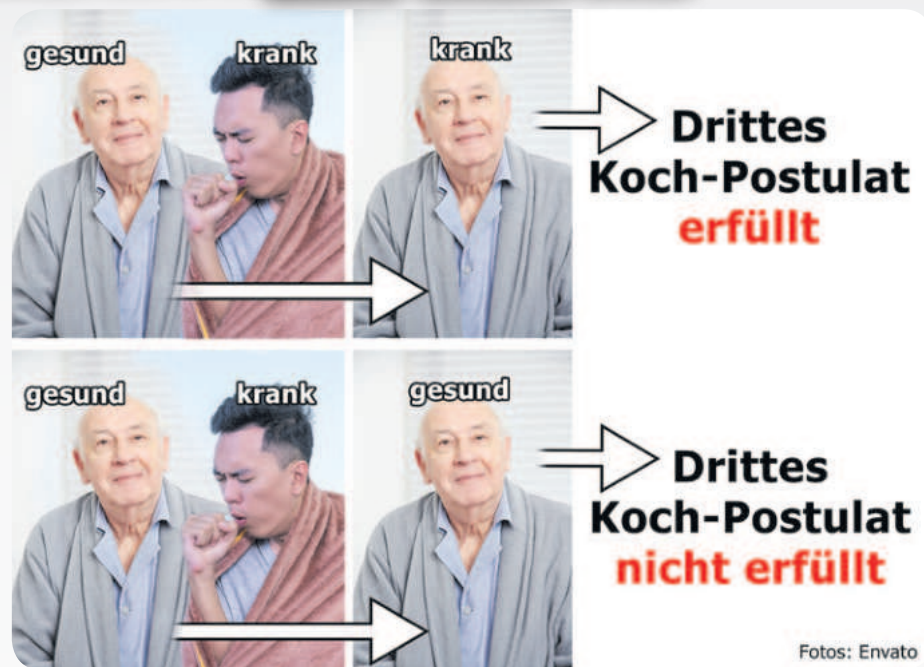 gesund
krank
krank
Drittes
Koch-Postulat
erfüllt
gesund
krank
gesund
Drittes
Koch-Postulat
nicht erfüllt
Fotos: Envato